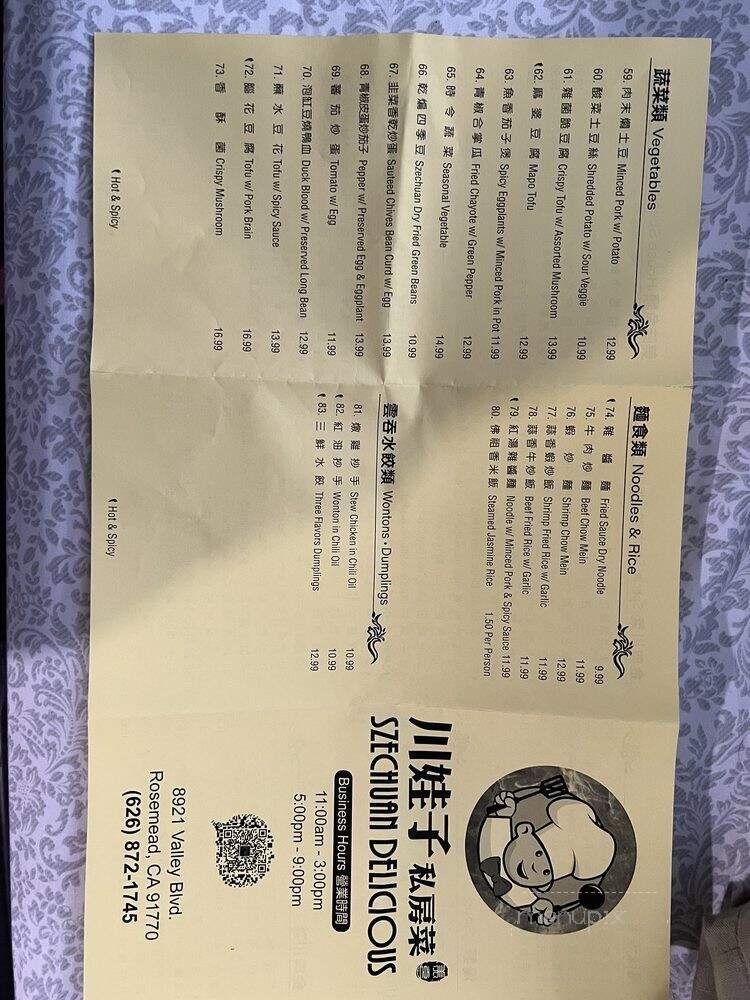 蔬菜類 Vegetables
59. 肉末燜土豆 Minced Pork w/ Potato 12.99
60. 酸菜土豆絲 Shredded Potato w/ Sour Veggie 10.99
61. 雜菌脆豆腐 Crispy Tofu w/ Assorted Mushroom 13.99
62. 麻婆豆腐 Mapo Tofu 12.99
63. 魚香茄子煲 Spicy Eggplants w/ Minced Pork in Pot 11.99
64. 青椒合掌瓜 Fried Chayote w/ Green Pepper 12.99
65. 時令蔬菜 Seasonal Vegetable 14.99
66. 乾煸四季豆 Szechuan Dry Fried Green Beans 10.99
67. 韭菜香乾炒蛋 Sauteed Chives Bean Curd w/ Egg 13.99
68. 青椒皮蛋炒茄子 Pepper w/ Preserved Egg & Eggplant 13.99
69. 蕃茄炒蛋 Tomato w/ Egg 11.99
70. 泡缸豆燒鴨血 Duck Blood w/ Preserved Long Bean 12.99
71. 蘸水豆花 Tofu w/ Spicy Sauce 13.99
72. 腦花豆腐 Tofu w/ Pork Brain 16.99
73. 香酥菌 Crispy Mushroom 16.99
Hot & Spicy
麵食類 Noodles & Rice
74. 雜醬麵 Fried Sauce Dry Noodle 9.99
75. 牛肉炒麵 Beef Chow Mein 11.99
76. 蝦炒麵 Shrimp Chow Mein 12.99
77. 蒜香蝦炒飯 Shrimp Fried Rice w/ Garlic 11.99
78. 蒜香牛炒飯 Beef Fried Rice w/ Garlic 11.99
79. 紅湯雜醬麵 Noodle w/ Minced Pork & Spicy Sauce 11.99
80. 佛祖香米飯 Steamed Jasmine Rice 1.50 Per Person
雲吞水餃類 Wontons・Dumplings
81. 燉雞抄手 Stew Chicken in Chili Oil 10.99
82. 紅油抄手 Wonton in Chili Oil 10.99
83. 三鮮水餃 Three Flavors Dumplings 12.99
Hot & Spicy
川娃子 私房菜
SZECHUAN DELICIOUS
Business Hours 營業時間
11:00am - 3:00pm
5:00pm - 9:00pm
8921 Valley Blvd.
Rosemead, CA 91770
(626) 872-1745
menupix